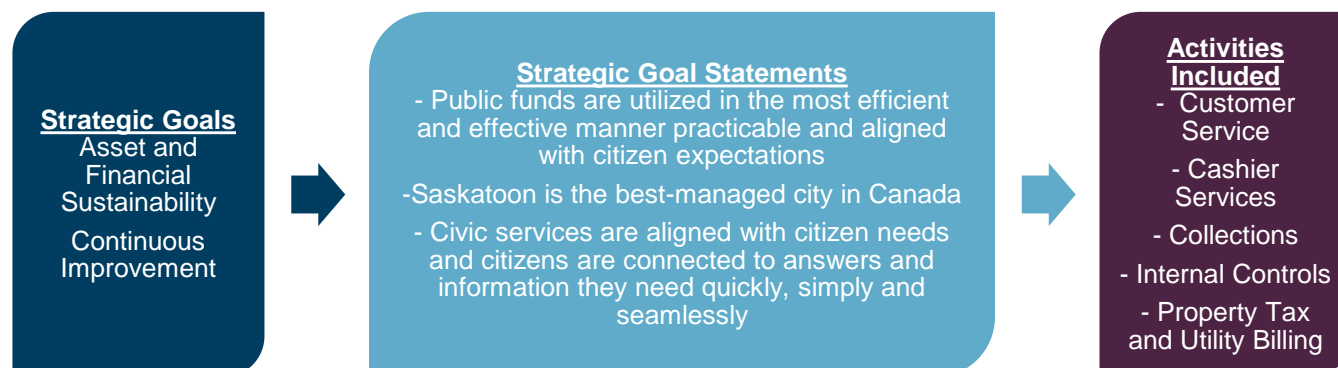 Strategic Goals
Asset and
Financial
Sustainability
Continuous
Improvement
Strategic Goal Statements
- Public funds are utilized in the most efficient
and effective manner practicable and aligned
with citizen expectations
-Saskatoon is the best-managed city in Canada
- Civic services are aligned with citizen needs
and citizens are connected to answers and
information they need quickly, simply and
seamlessly
Activities
Included
- Customer
Service
- Cashier
Services
- Collections
- Internal Controls
- Property Tax
and Utility Billing